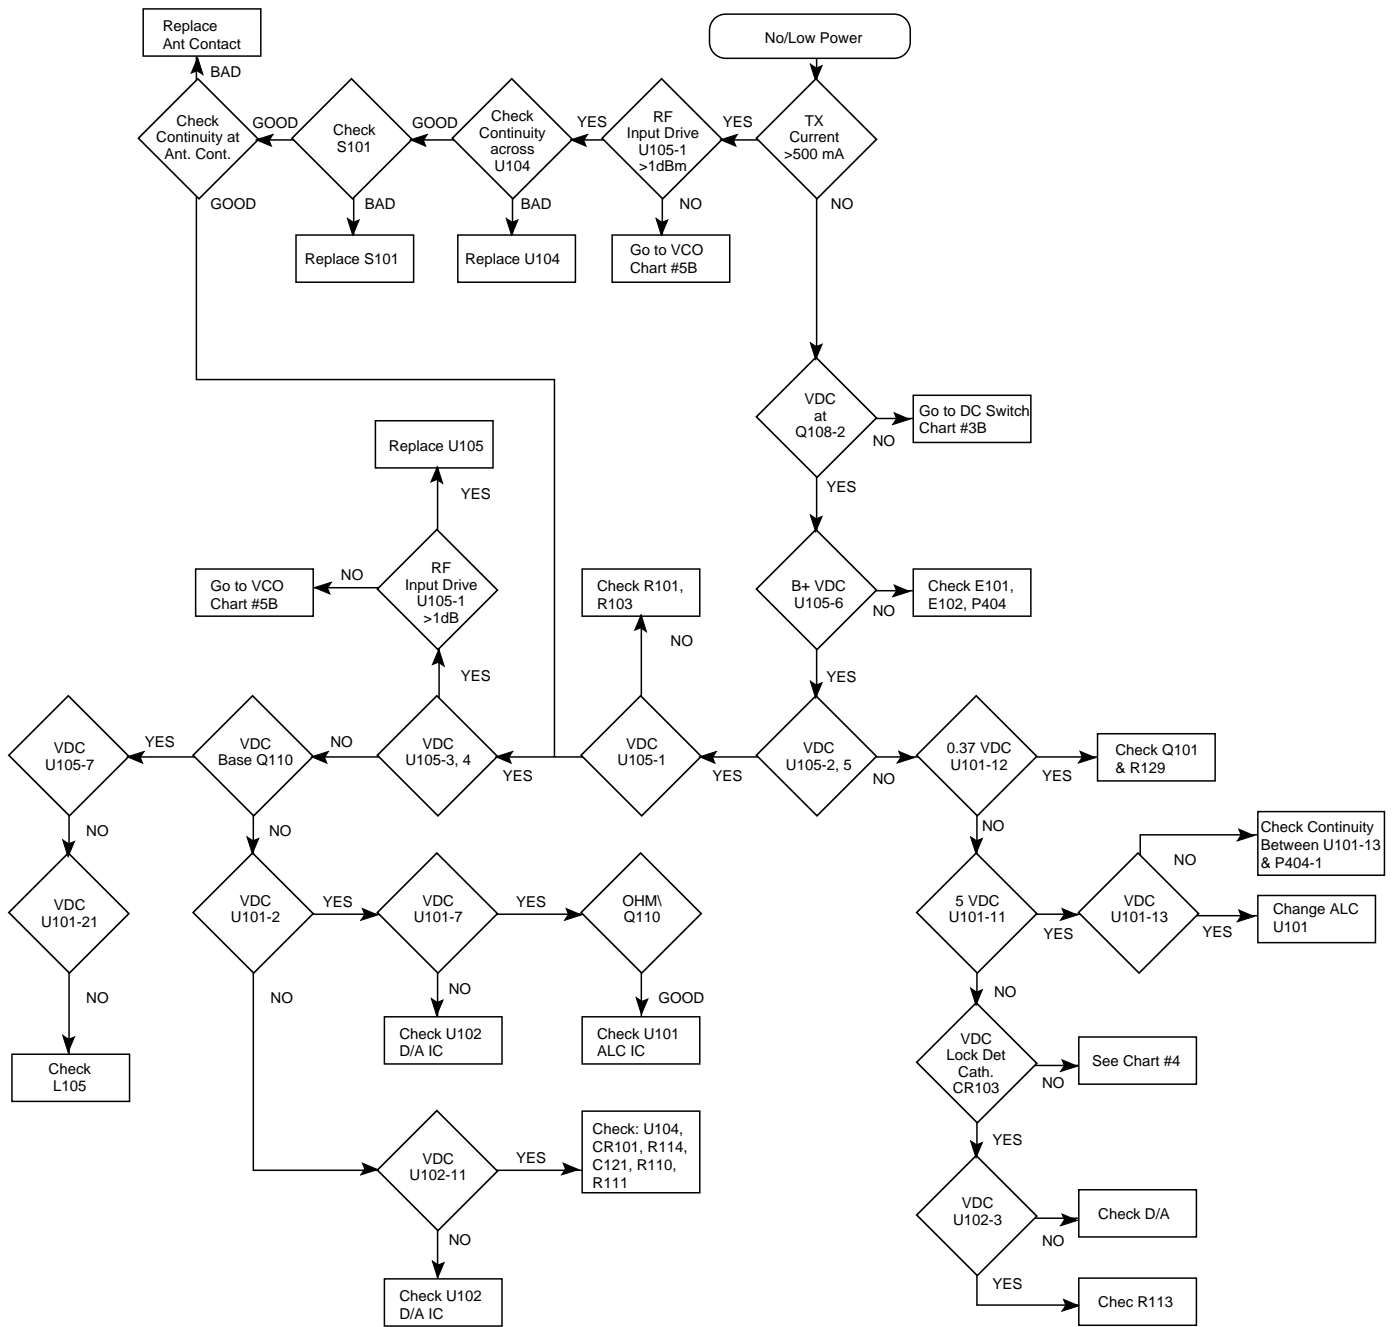 Replace
Ant Contact
No/Low Power
BAD
Check
Continuity at
Ant. Cont.
GOOD
Check
S101
GOOD
Check
Continuity
across
U104
YES
RF
Input Drive
U105-1
>1dBm
YES
TX
Current
>500 mA
GOOD
BAD
BAD
NO
NO
Replace S101
Replace U104
Go to VCO
Chart #5B
VDC
at
Q108-2
NO
Go to DC Switch
Chart #3B
YES
Replace U105
YES
RF
Input Drive
U105-1
>1dB
NO
Go to VCO
Chart #5B
Check R101,
R103
NO
B+ VDC
U105-6
NO
Check E101,
E102, P404
YES
YES
VDC
U105-7
YES
VDC
Base Q110
NO
VDC
U105-3, 4
YES
VDC
U105-1
YES
VDC
U105-2, 5
NO
0.37 VDC
U101-12
YES
Check Q101
& R129
NO
NO
NO
VDC
U101-21
VDC
U101-2
YES
VDC
U101-7
YES
OHM\
Q110
5 VDC
U101-11
YES
VDC
U101-13
NO
Check Continuity
Between U101-13
& P404-1
YES
Change ALC
U101
NO
NO
NO
GOOD
NO
Check
L105
Check U102
D/A IC
Check U101
ALC IC
VDC
Lock Det
Cath.
CR103
NO
See Chart #4
YES
VDC
U102-11
YES
Check: U104,
CR101, R114,
C121, R110,
R111
NO
Check U102
D/A IC
VDC
U102-3
NO
Check D/A
YES
Chec R113